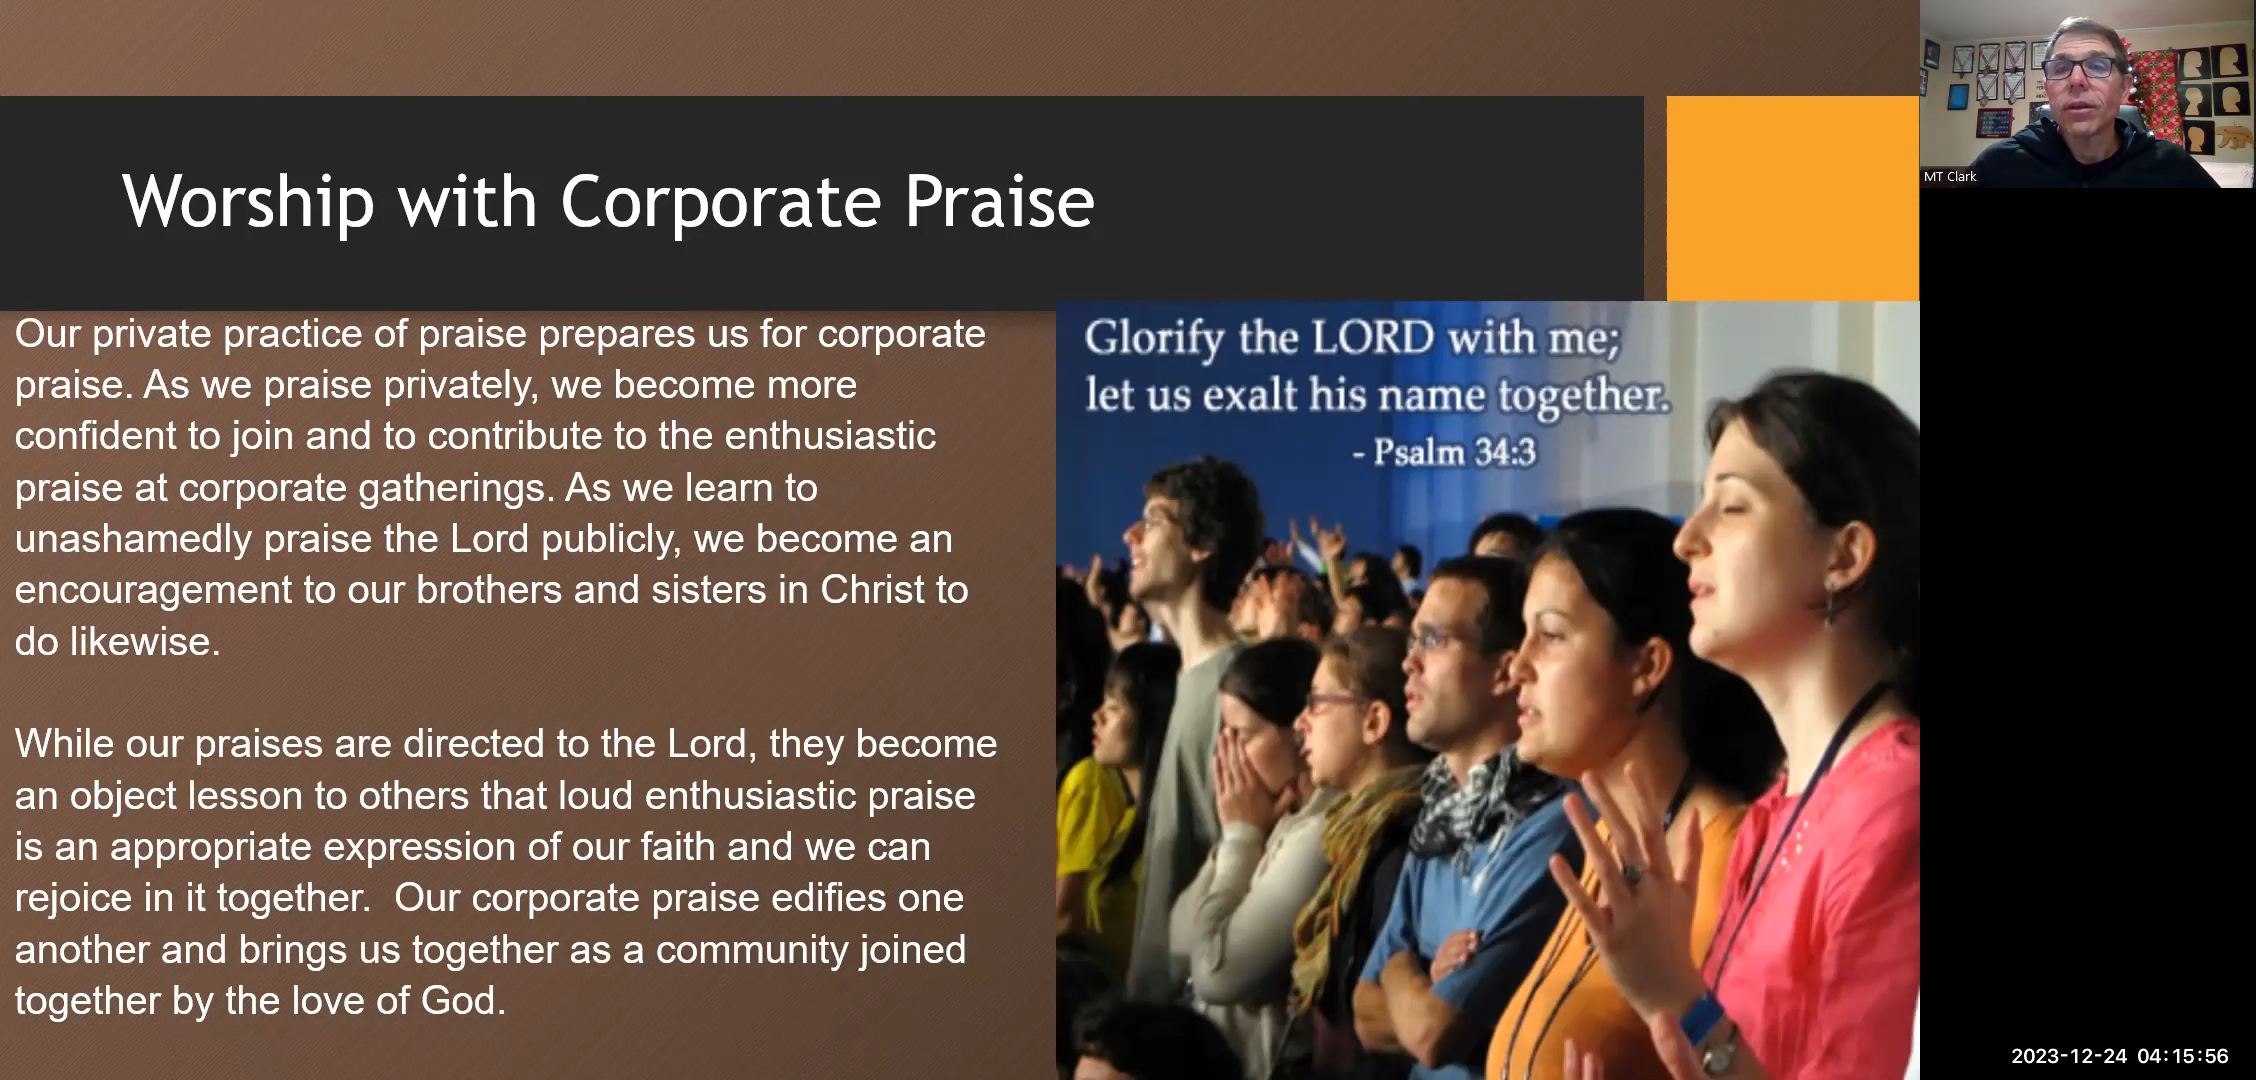 Worship with Corporate Praise
Our private practice of praise prepares us for corporate
praise. As we praise privately, we become more
confident to join and to contribute to the enthusiastic
praise at corporate gatherings. As we learn to
unashamedly praise the Lord publicly, we become an
encouragement to our brothers and sisters in Christ to
do likewise.
While our praises are directed to the Lord, they become
an object lesson to others that loud enthusiastic praise
is an appropriate expression of our faith and we can
rejoice in it together.  Our corporate praise edifies one
another and brings us together as a community joined
together by the love of God.
Glorify the LORD with me;
let us exalt his name together.
- Psalm 34:3
MT Clark
2023-12-24 04:15:56